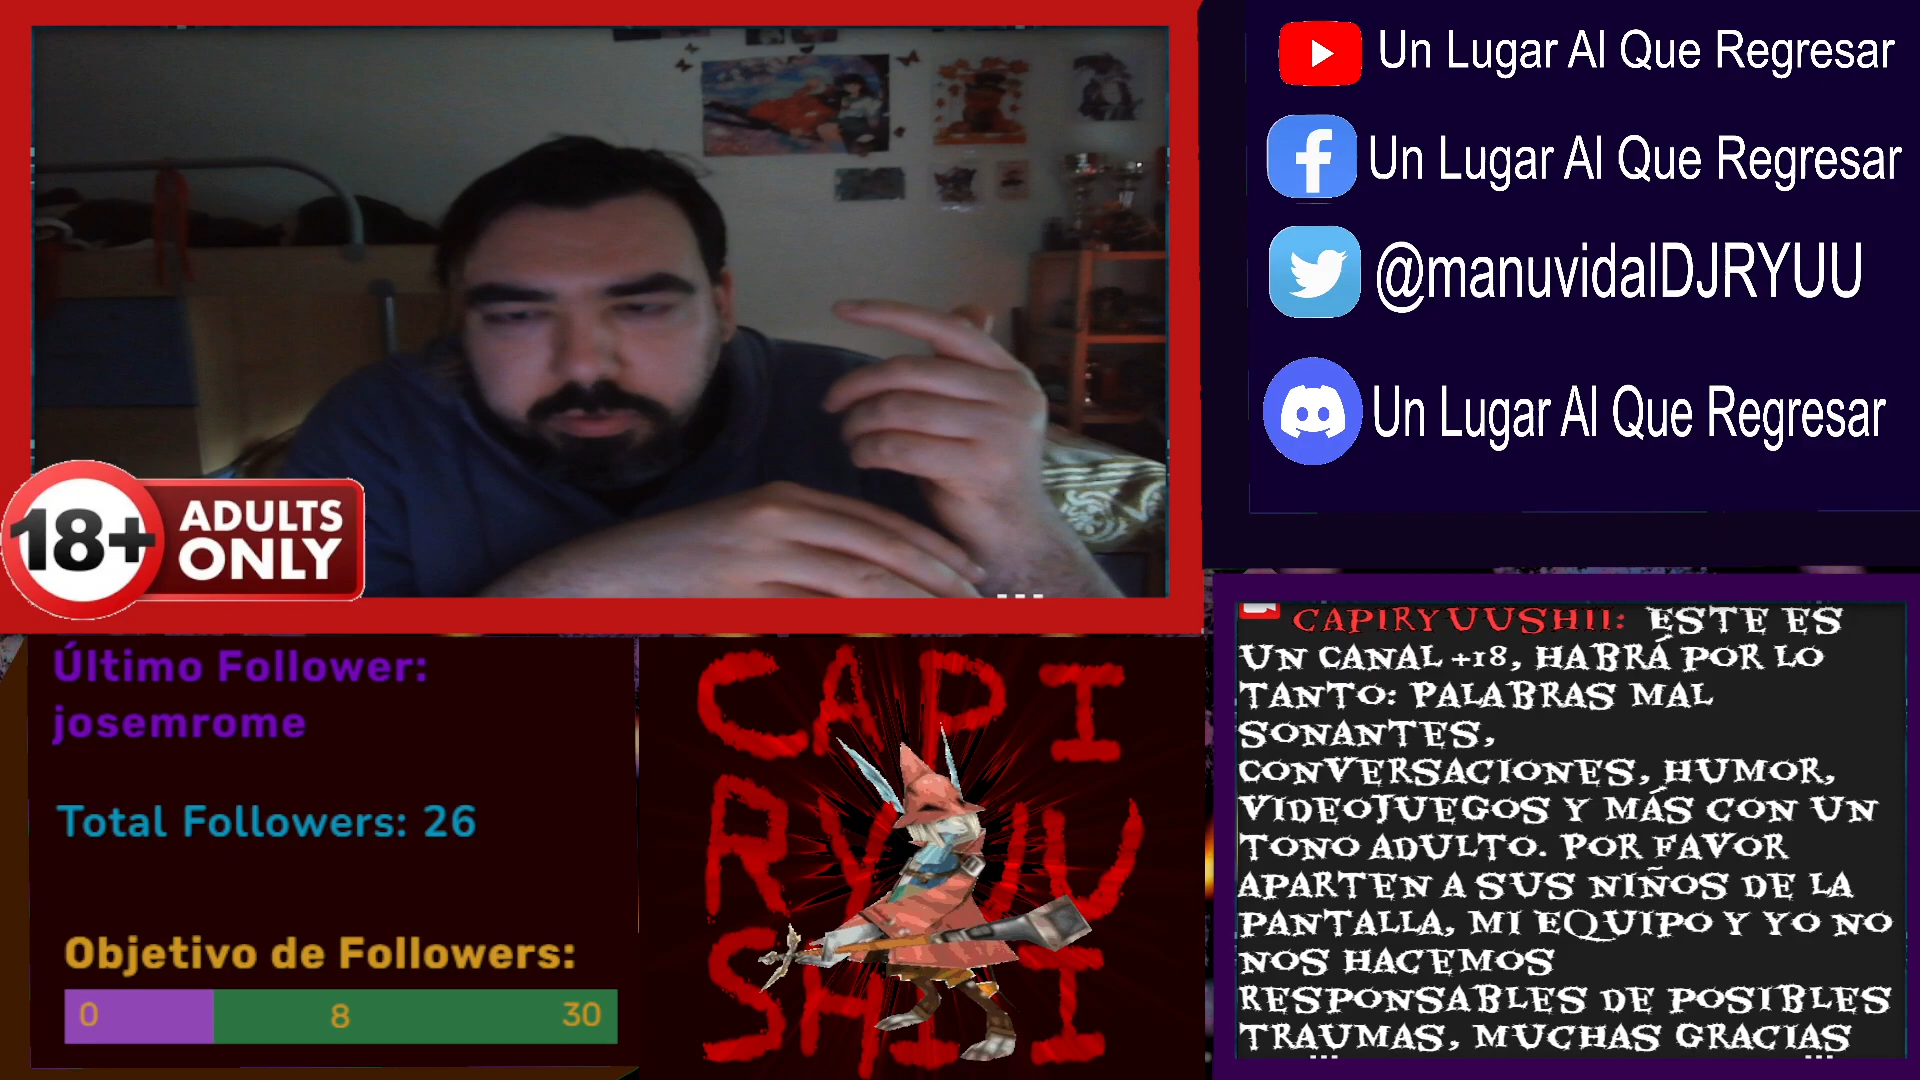 Un Lugar Al Que Regresar
Un Lugar Al Que Regresar
@manuvidalDJRYUU
Un Lugar Al Que Regresar
18+ ADULTS
ONLY
Último Follower:
josemrome
Total Followers: 26
Objetivo de Followers:
0 8 30
CAPI
RYUU
SHII
CAPIRYUUSHII: ESTE ES
UN CANAL +18, HABRÁ POR LO
TANTO: PALABRAS MAL
SONANTES,
CONVERSACIONES, HUMOR,
VIDEOJUEGOS Y MÁS CON UN
TONO ADULTO. POR FAVOR
APARTEN A SUS NIÑOS DE LA
PANTALLA, MI EQUIPO Y YO NO
NOS HACEMOS
RESPONSABLES DE POSIBLES
TRAUMAS, MUCHAS GRACIAS